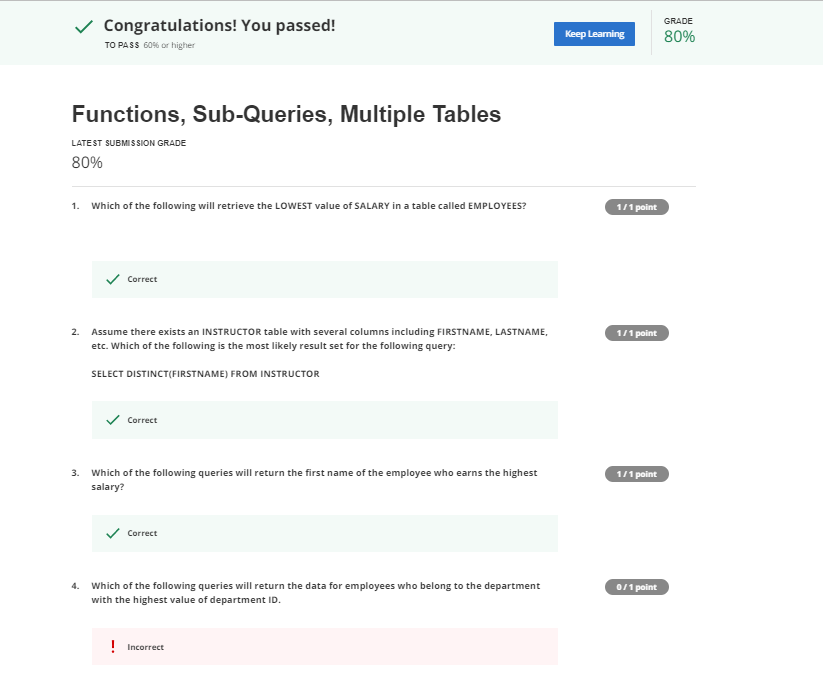 Congratulations! You passed!
TO PASS 60% or higher
Keep Learning
GRADE
80%
Functions, Sub-Queries, Multiple Tables
LATEST SUBMISSION GRADE
80%
1. Which of the following will retrieve the LOWEST value of SALARY in a table called EMPLOYEES?
1 / 1 point
Correct
2. Assume there exists an INSTRUCTOR table with several columns including FIRSTNAME, LASTNAME,
etc. Which of the following is the most likely result set for the following query:
1 / 1 point
SELECT DISTINCT(FIRSTNAME) FROM INSTRUCTOR
Correct
3. Which of the following queries will return the first name of the employee who earns the highest
salary?
1 / 1 point
Correct
4. Which of the following queries will return the data for employees who belong to the department
with the highest value of department ID.
0 / 1 point
Incorrect